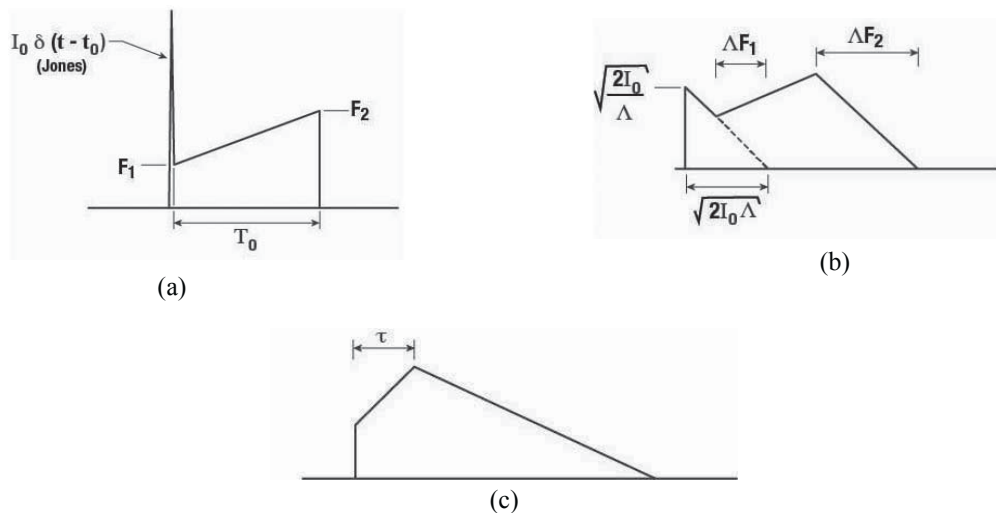 I₀ δ (t - t₀)
(Jones)
F₁
F₂
T₀
(a)
√2I₀/Λ
ΛF₁
ΛF₂
√2I₀Λ
(b)
τ
(c)